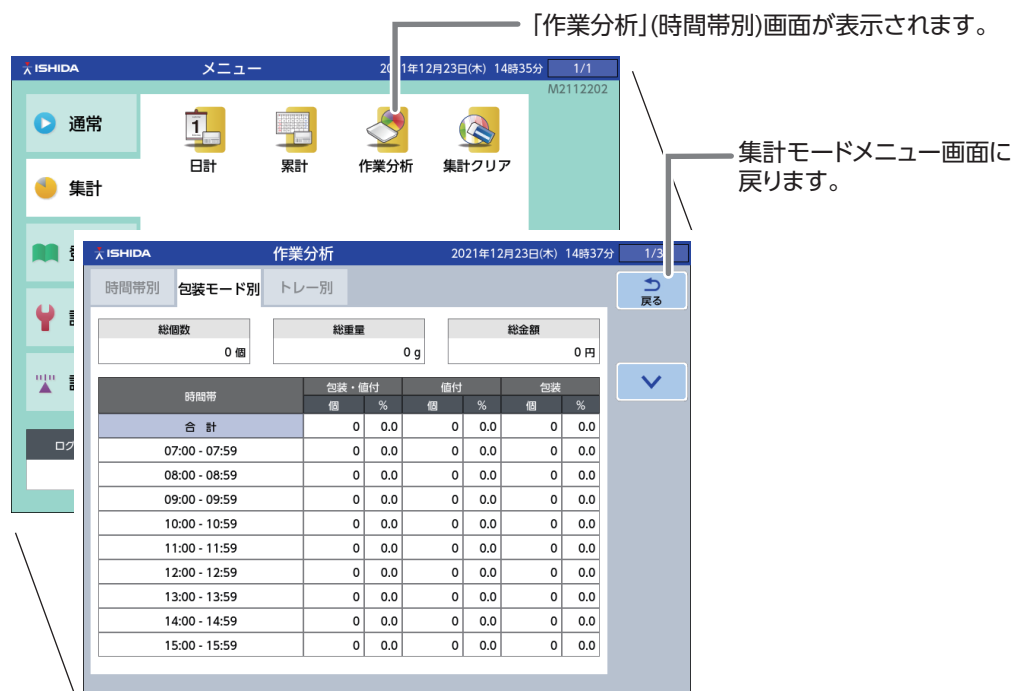 「作業分析」(時間帯別)画面が表示されます。
ISHIDA メニュー 2021年12月23日(木) 14時35分 1/1
M2112202
通常
日計 累計 作業分析 集計クリア
集計
集計モードメニュー画面に
戻ります。
ISHIDA 作業分析 2021年12月23日(木) 14時37分 1/3
時間帯別 包装モード別 トレー別 戻る
総個数 総重量 総金額
0 個 0 g 0 円
時間帯 包装・値付 値付 包装
個 % 個 % 個 %
合 計 0 0.0 0 0.0 0 0.0
07:00 - 07:59 0 0.0 0 0.0 0 0.0
08:00 - 08:59 0 0.0 0 0.0 0 0.0
09:00 - 09:59 0 0.0 0 0.0 0 0.0
10:00 - 10:59 0 0.0 0 0.0 0 0.0
11:00 - 11:59 0 0.0 0 0.0 0 0.0
12:00 - 12:59 0 0.0 0 0.0 0 0.0
13:00 - 13:59 0 0.0 0 0.0 0 0.0
14:00 - 14:59 0 0.0 0 0.0 0 0.0
15:00 - 15:59 0 0.0 0 0.0 0 0.0